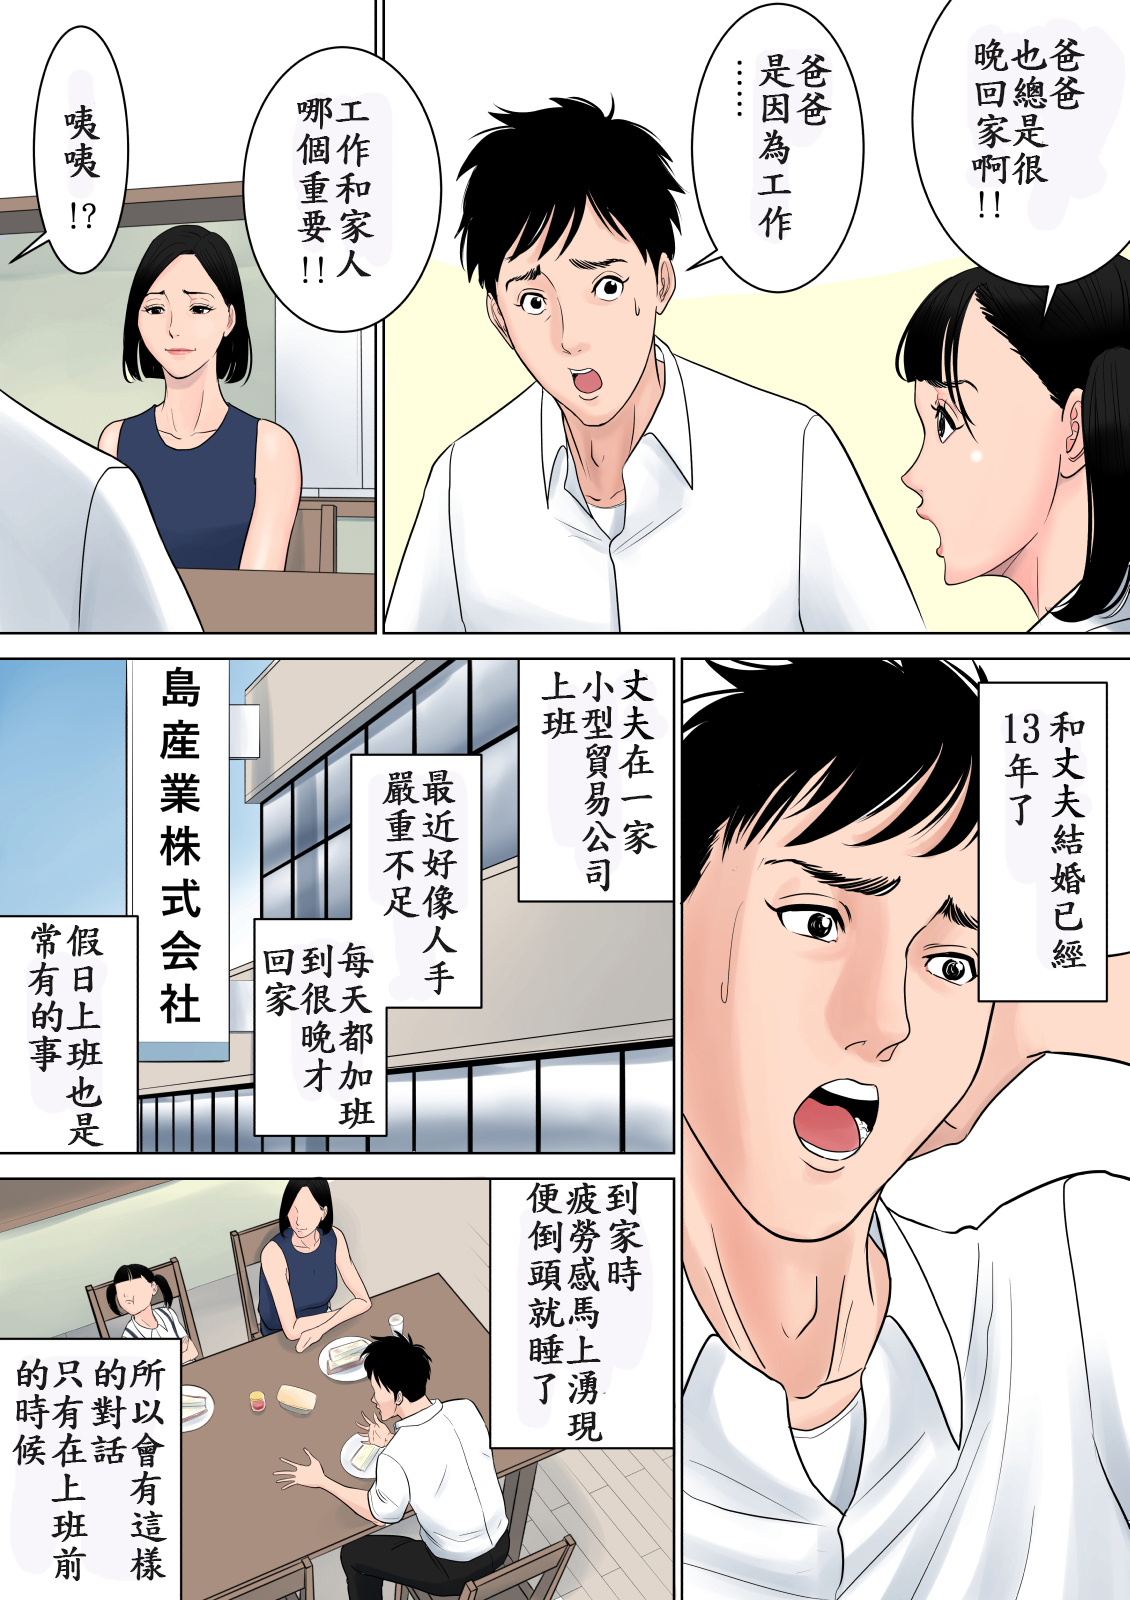 爸爸
也總是很
晚回家啊!!
爸爸
是因為工作
……
工作和家人
哪個重要!!
咦咦!?
和丈夫結婚已經
13年了
丈夫在一家
小型貿易公司
上班
最近好像人手
嚴重不足
每天都加班
到很晚才
回家
島産業株式会社
假日上班也是
常有的事
到家時
疲勞感馬上湧現
便倒頭就睡了
所以會有這樣
的對話
只有在上班前
的時候